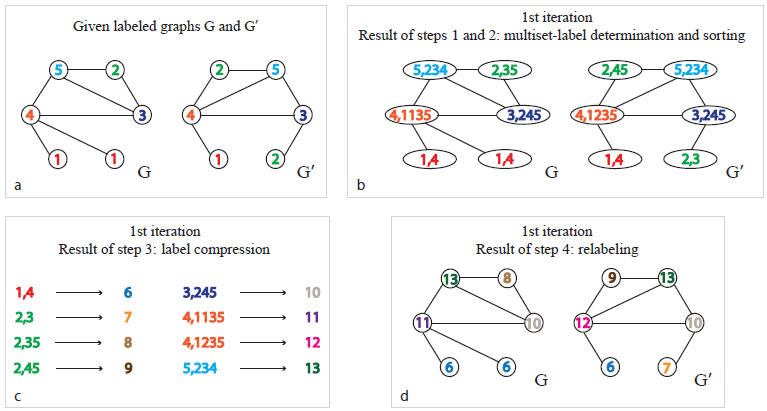 Given labeled graphs G and G′
5 2 2 5
4 3 4 3
1 1 1 2
G G′
a
1st iteration
Result of steps 1 and 2: multiset-label determination and sorting
5,234 2,35 2,45 5,234
4,1135 3,245 4,1235 3,245
1,4 1,4 1,4 2,3
G G′
b
1st iteration
Result of step 3: label compression
1,4 → 6 3,245 → 10
2,3 → 7 4,1135 → 11
2,35 → 8 4,1235 → 12
2,45 → 9 5,234 → 13
c
1st iteration
Result of step 4: relabeling
13 8 9 13
11 10 12 10
6 6 6 7
G G′
d